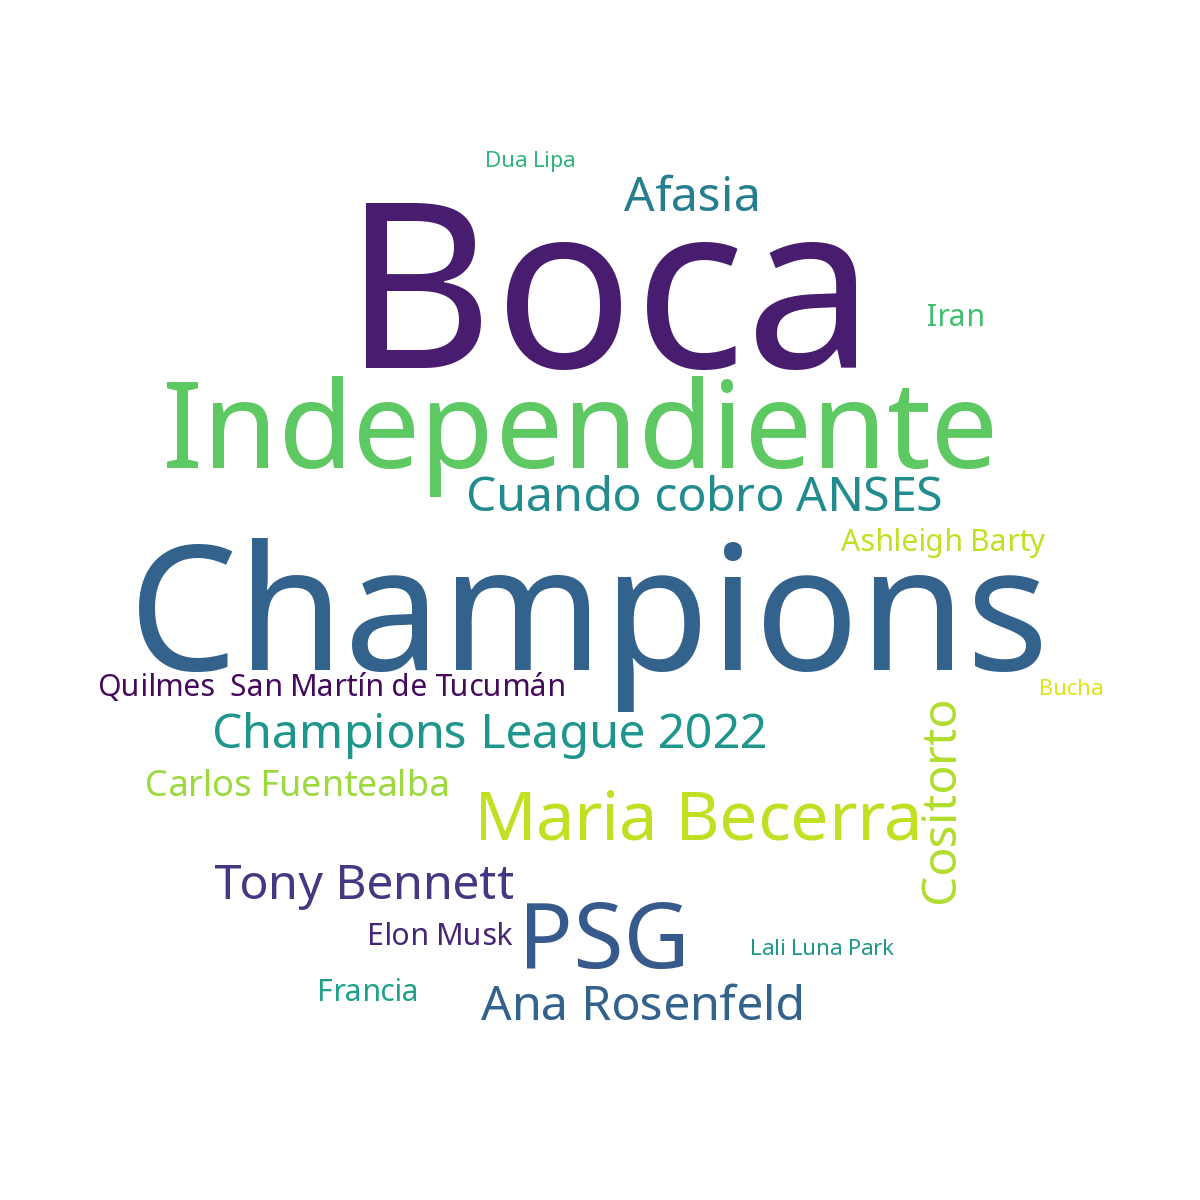 Dua Lipa
Afasia
Boca
Iran
Independiente
Cuando cobro ANSES
Ashleigh Barty
Champions
Quilmes  San Martín de Tucumán
Bucha
Champions League 2022
Cositorto
Carlos Fuentealba
Maria Becerra
Tony Bennett
Elon Musk
PSG
Lali Luna Park
Francia
Ana Rosenfeld